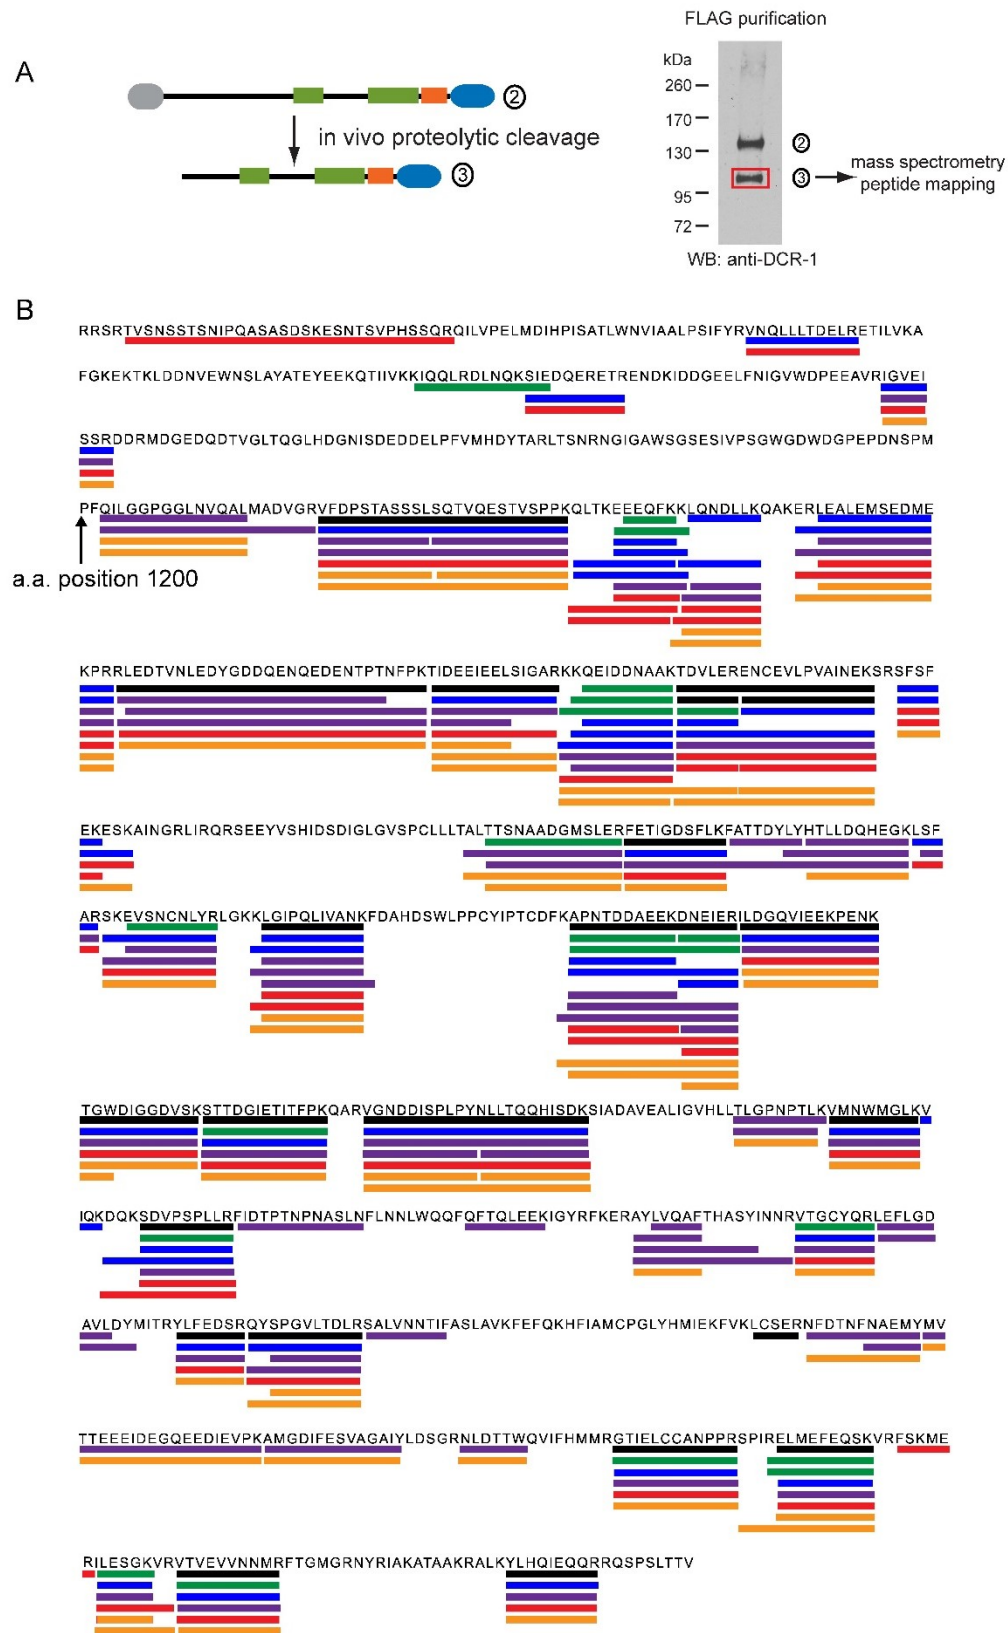 FLAG purification
A
kDa
260
170
130
95
72
②
in vivo proteolytic cleavage
③
②
③
mass spectrometry
peptide mapping
WB: anti-DCR-1
B
RRSRTVSNSSTSNIPQASASDSKESNTSVPHSSQRQILVPELMDIHPISATLWNVIAALPSIFYRVNQLLLTDELRETILVKA
FGKEKTKLDDNVEWNSLAYATEYEEKQTIIVKKIQQLRDLNQKSIEDQERETRENDKIDDGEELFNIGVWDPEEAVRIGVEI
SSRDDRMDGEDQDTVGLTQGLHDGNISDEDDELPFVMHDYTARLTSNRNGIGAWSGSESIVPSGWGDWDGPEPDNSPM
PFQILGGPGGLNVQALMADVGRVFDPSTASSSLSQTVQESTVSPPKQLTKEEEQFKKLQNDLLKQAKERLEALEMSEDME
a.a. position 1200
KPRRLEDTVNLEDYGDDQENQEDENTPTNFPKTIDEEIEELSIGARKKQEIDDNAAKTDVLERENCEVLPVAINEKSRSFSF
EKESKAINGRLIRQRSEEYVSHIDSDIGLGVSPCLLLTALTTSNAADGMSLERFETIGDSFLKFATTDYLYHTLLDQHEGKLSF
ARSKEVSNCNLYRLGKKLGIPQLIVANKFDAHDSWLPPCYIPTCDFKAPNTDDAEEKDNEIERILDGQVIEEKPENK
TGWDIGGDVSKSTTDGIETITFPKQARVGNDDISPLPYNLLTQQHISDKSIADAVEALIGVHLLTLGPNPTLKVMNWMGLKV
IQKDQKSDVPSPLLRFIDTPTNPNASLNFLNNLWQQFQFTQLEEKIGYRFKERAYLVQAFTHASYINNRVTGCYQRLEFLGD
AVLDYMITRYLFEDSRQYSPGVLTDLRSALVNNTIFASLAVKFEFQKHFIAMCPGLYHMIEKFVKLCSERNFDTNFNAEMYMV
TTEEEIDEGQEEDIEVPKAMGDIFESVAGAIYLDSGRNLDTTWQVIFHMMRGTIELCCANPPRSPIRELMEFEQSKVRFSKME
RILESGKVRVTVEVVNNMRFTGMGRNYRIAKATAAKRALKYLHQIEQQRRQSPSLTTV